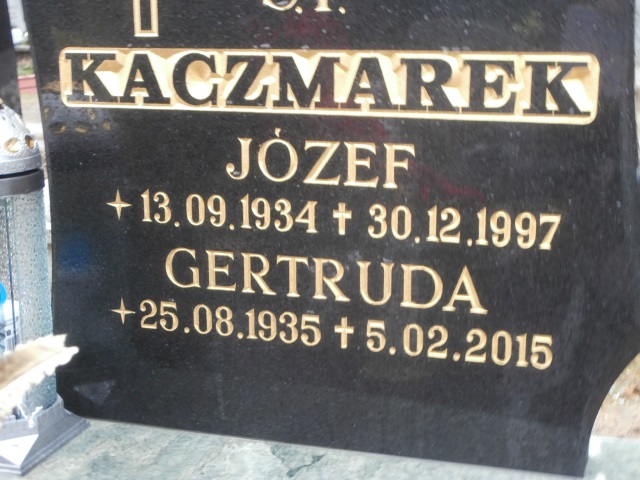 Ś.P.
KACZMAREK
JÓZEF
+13.09.1934 ✝ 30.12.1997
GERTRUDA
+25.08.1935 ✝ 5.02.2015